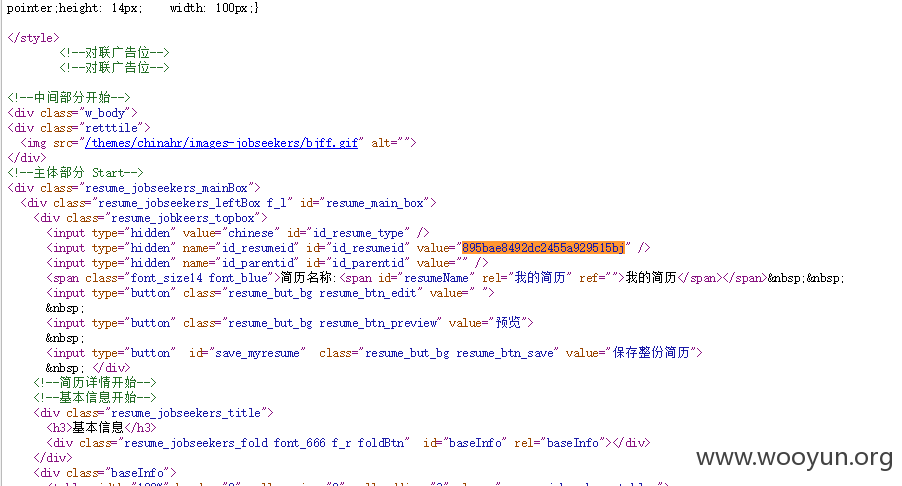 pointer;height: 14px;    width: 100px;}
</style>
<!--对联广告位-->
<!--对联广告位-->
<!--中间部分开始-->
<div class="w_body">
<div class="retttile">
<img src="/themes/chinahr/images-jobseekers/bjff.gif" alt="">
</div>
<!--主体部分 Start-->
<div class="resume_jobseekers_mainBox">
<div class="resume_jobseekers_leftBox f_l" id="resume_main_box">
<div class="resume_jobkeers_topbox">
<input type="hidden" value="chinese" id="id_resume_type" />
<input type="hidden" name="id_resumeid" id="id_resumeid" value="895bae8492dc2455a929515bj" />
<input type="hidden" name="id_parentid" id="id_parentid" value="" />
<span class="font_size14 font_blue">简历名称:<span id="resumeName" rel="我的简历" ref="">我的简历</span></span>&nbsp;&nbsp;
<input type="button" class="resume_but_bg resume_btn_edit" value=" ">
&nbsp;
<input type="button" class="resume_but_bg resume_btn_preview" value="预览">
&nbsp;
<input type="button"  id="save_myresume"  class="resume_but_bg resume_btn_save" value="保存整份简历">
&nbsp; </div>
<!--简历详情开始-->
<!--基本信息开始-->
<div class="resume_jobseekers_title">
<h3>基本信息</h3>
<div class="resume_jobseekers_fold font_666 f_r foldBtn"  id="baseInfo" rel="baseInfo"></div>
</div>
<div class="baseInfo">
www.wooyun.org